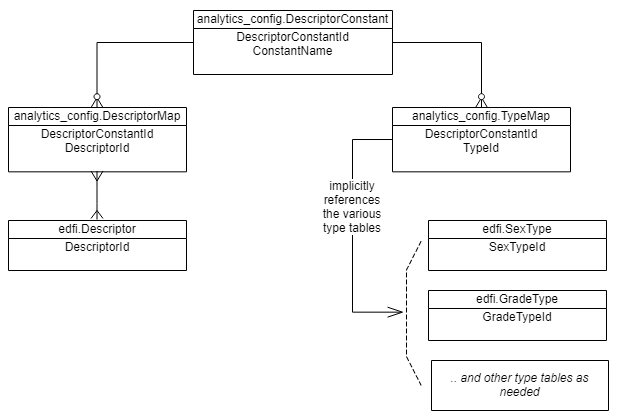 analytics_config.DescriptorConstant
DescriptorConstantId
ConstantName
analytics_config.DescriptorMap
DescriptorConstantId
DescriptorId
analytics_config.TypeMap
DescriptorConstantId
TypeId
implicitly
references
the various
type tables
edfi.Descriptor
DescriptorId
edfi.SexType
SexTypeId
edfi.GradeType
GradeTypeId
.. and other type tables as
needed